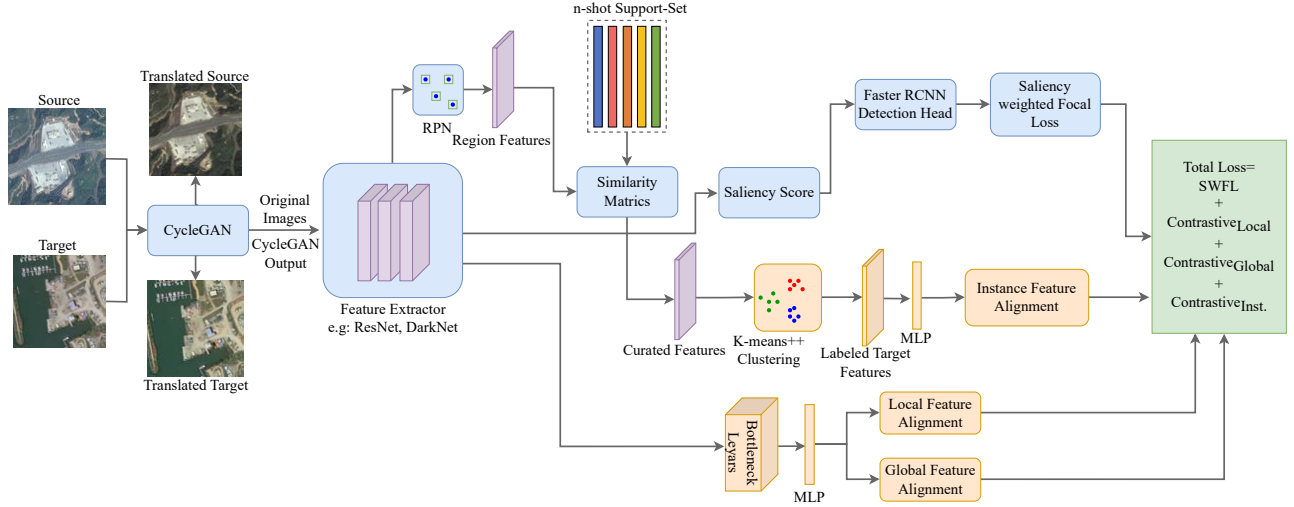 n-shot Support-Set
Translated Source
Source
RPN
Region Features
Faster RCNN
Detection Head
Saliency
weighted Focal
Loss
Similarity
Matrics
Saliency Score
Total Loss=
SWFL
+
ContrastiveLocal
+
ContrastiveGlobal
+
ContrastiveInst.
CycleGAN
Original
Images
CycleGAN
Output
Target
Translated Target
Feature Extractor
e.g: ResNet, DarkNet
Curated Features
K-means++
Clustering
Labeled Target
Features
MLP
Instance Feature
Alignment
Bottleneck
Leyars
MLP
Local Feature
Alignment
Global Feature
Alignment